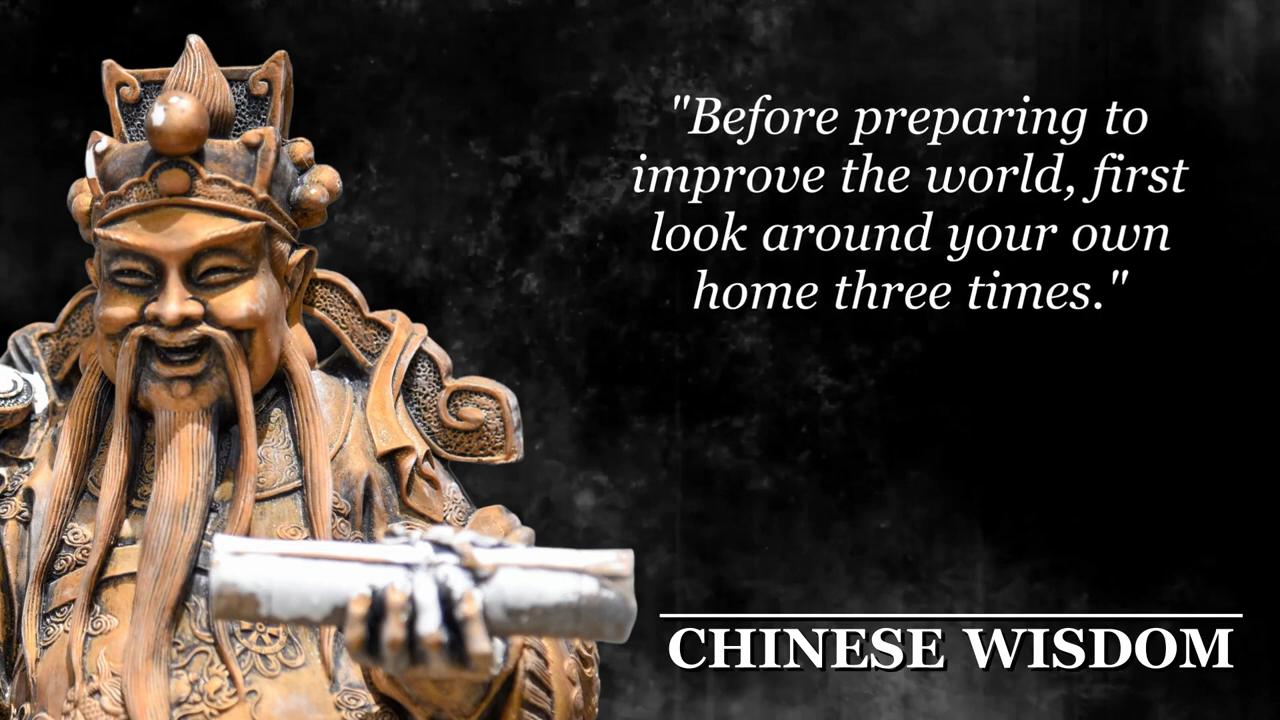 "Before preparing to
improve the world, first
look around your own
home three times."
CHINESE WISDOM